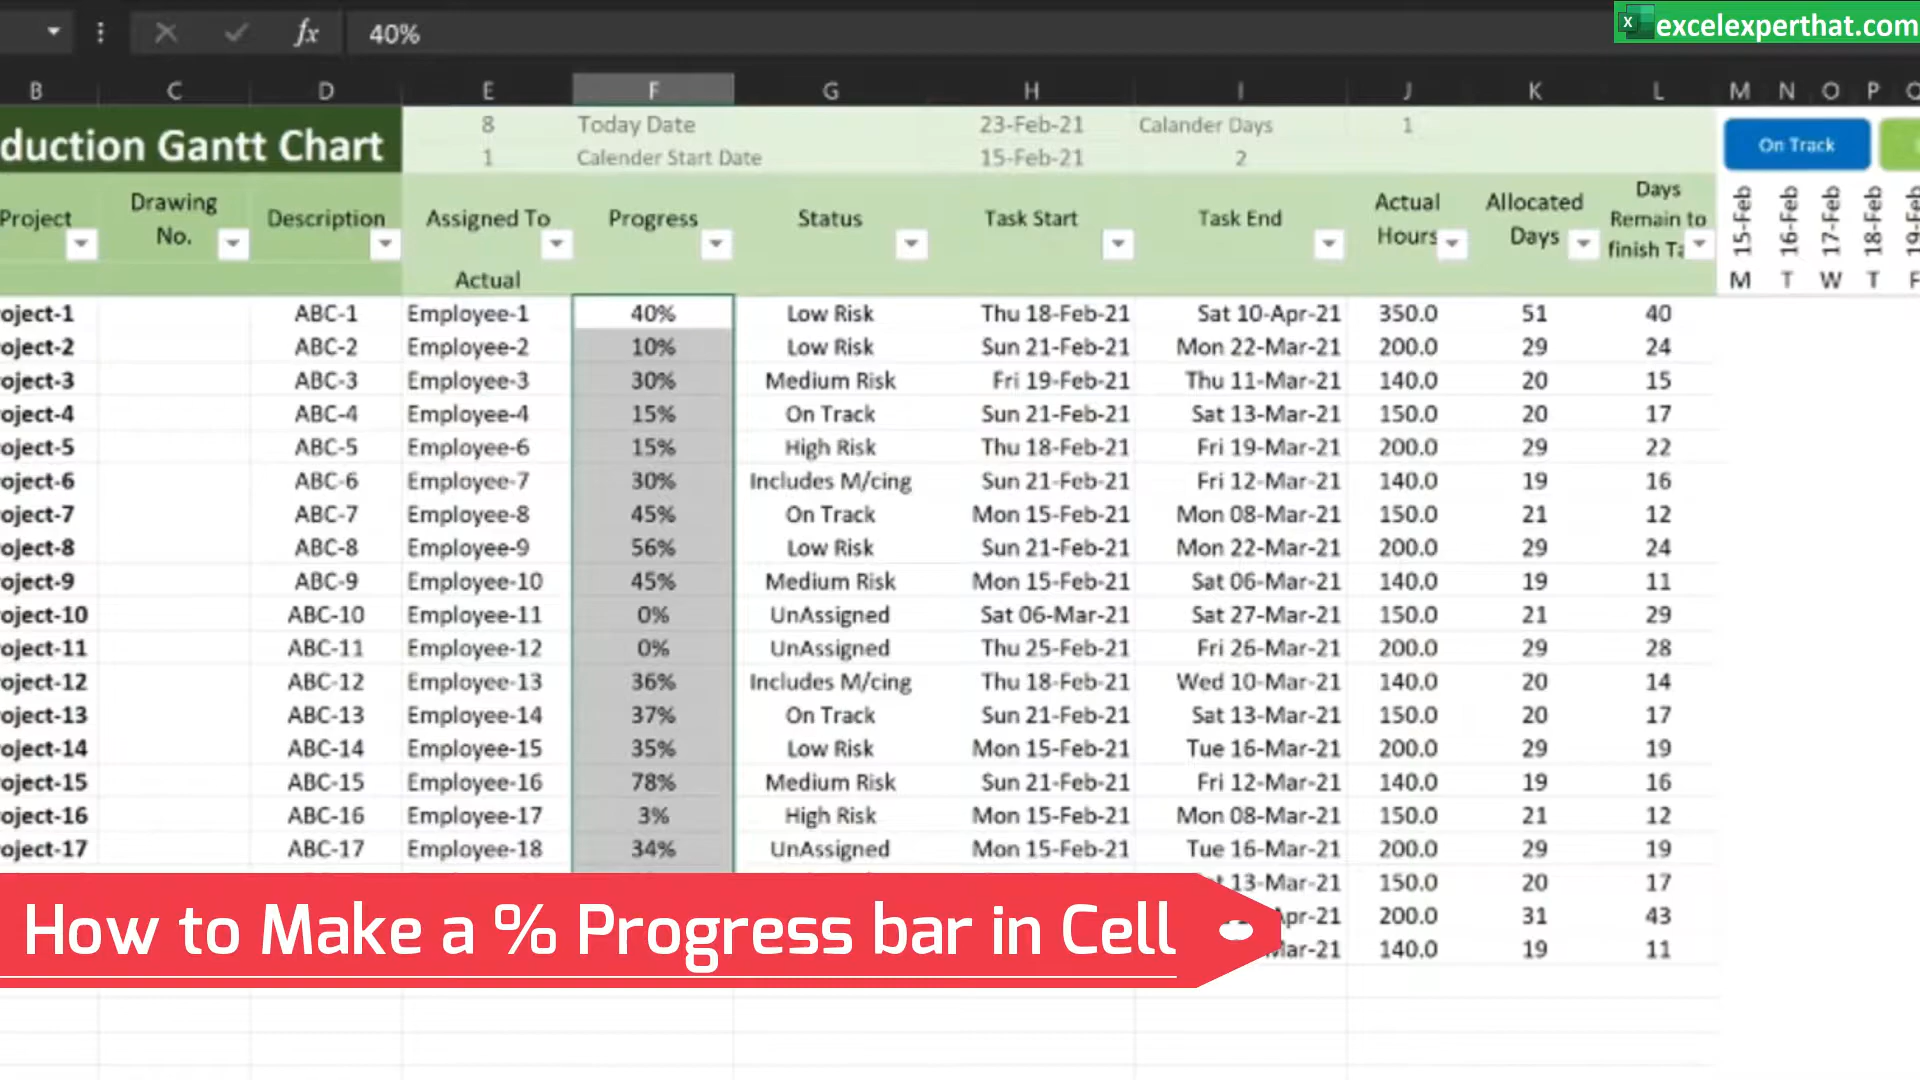 40%
excelexperthat.com
B C D E F G H I J K L M N O P
duction Gantt Chart 8 Today Date 23-Feb-21 Calander Days 1
1 Calender Start Date 15-Feb-21 2
On Track
Project Drawing No. Description Assigned To Progress Status Task Start Task End Actual Hours Allocated Days Days Remain to finish Ta 15-Feb 16-Feb 17-Feb 18-Feb 19-Feb
Actual M T W T F
oject-1 ABC-1 Employee-1 40% Low Risk Thu 18-Feb-21 Sat 10-Apr-21 350.0 51 40
oject-2 ABC-2 Employee-2 10% Low Risk Sun 21-Feb-21 Mon 22-Mar-21 200.0 29 24
oject-3 ABC-3 Employee-3 30% Medium Risk Fri 19-Feb-21 Thu 11-Mar-21 140.0 20 15
oject-4 ABC-4 Employee-4 15% On Track Sun 21-Feb-21 Sat 13-Mar-21 150.0 20 17
oject-5 ABC-5 Employee-6 15% High Risk Thu 18-Feb-21 Fri 19-Mar-21 200.0 29 22
oject-6 ABC-6 Employee-7 30% Includes M/cing Sun 21-Feb-21 Fri 12-Mar-21 140.0 19 16
oject-7 ABC-7 Employee-8 45% On Track Mon 15-Feb-21 Mon 08-Mar-21 150.0 21 12
oject-8 ABC-8 Employee-9 56% Low Risk Sun 21-Feb-21 Mon 22-Mar-21 200.0 29 24
oject-9 ABC-9 Employee-10 45% Medium Risk Mon 15-Feb-21 Sat 06-Mar-21 140.0 19 11
oject-10 ABC-10 Employee-11 0% UnAssigned Sat 06-Mar-21 Sat 27-Mar-21 150.0 21 29
oject-11 ABC-11 Employee-12 0% UnAssigned Thu 25-Feb-21 Fri 26-Mar-21 200.0 29 28
oject-12 ABC-12 Employee-13 36% Includes M/cing Thu 18-Feb-21 Wed 10-Mar-21 140.0 20 14
oject-13 ABC-13 Employee-14 37% On Track Sun 21-Feb-21 Sat 13-Mar-21 150.0 20 17
oject-14 ABC-14 Employee-15 35% Low Risk Mon 15-Feb-21 Tue 16-Mar-21 200.0 29 19
oject-15 ABC-15 Employee-16 78% Medium Risk Sun 21-Feb-21 Fri 12-Mar-21 140.0 19 16
oject-16 ABC-16 Employee-17 3% High Risk Mon 15-Feb-21 Mon 08-Mar-21 150.0 21 12
oject-17 ABC-17 Employee-18 34% UnAssigned Mon 15-Feb-21 Tue 16-Mar-21 200.0 29 19
13-Mar-21 150.0 20 17
Apr-21 200.0 31 43
Mar-21 140.0 19 11
How to Make a % Progress bar in Cell